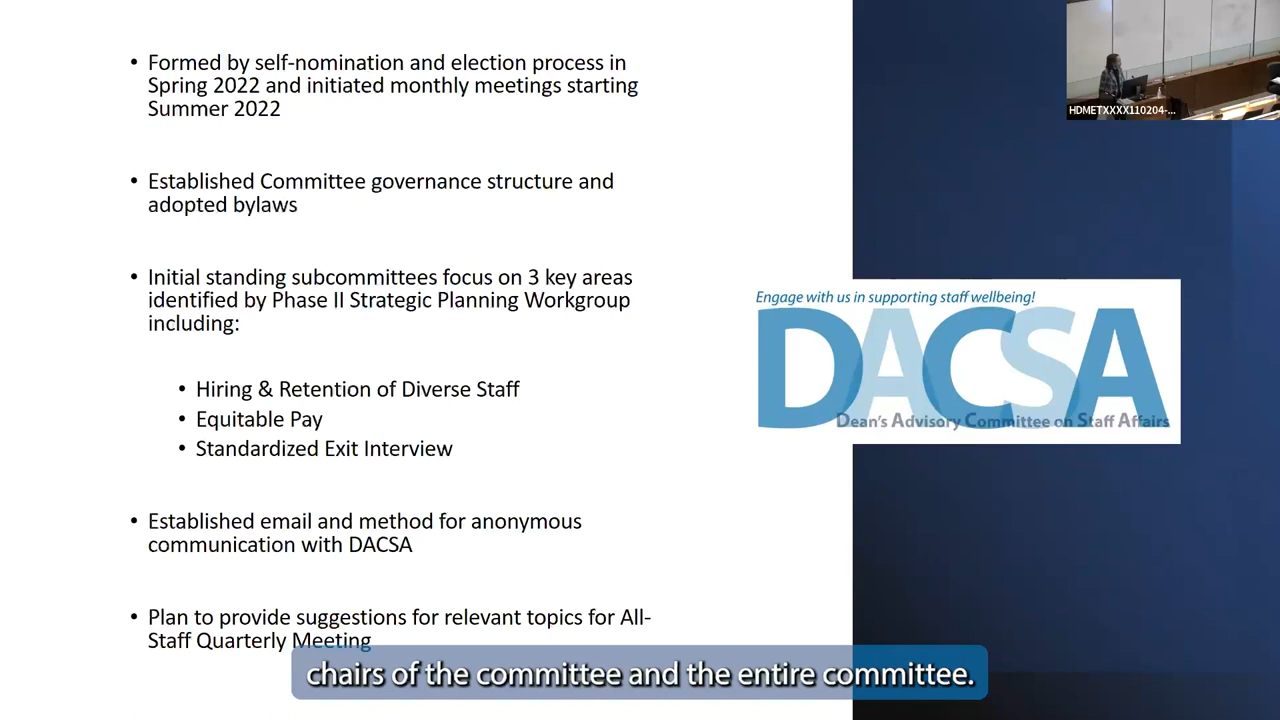 • Formed by self-nomination and election process in
Spring 2022 and initiated monthly meetings starting
Summer 2022
• Established Committee governance structure and
adopted bylaws
• Initial standing subcommittees focus on 3 key areas
identified by Phase II Strategic Planning Workgroup
including:
• Hiring & Retention of Diverse Staff
• Equitable Pay
• Standardized Exit Interview
• Established email and method for anonymous
communication with DACSA
• Plan to provide suggestions for relevant topics for All-
Staff Quarterly Meeting
HDMETXXXX110204-...
Engage with us in supporting staff wellbeing!
DACSA
Dean's Advisory Committee on Staff Affairs
chairs of the committee and the entire committee.